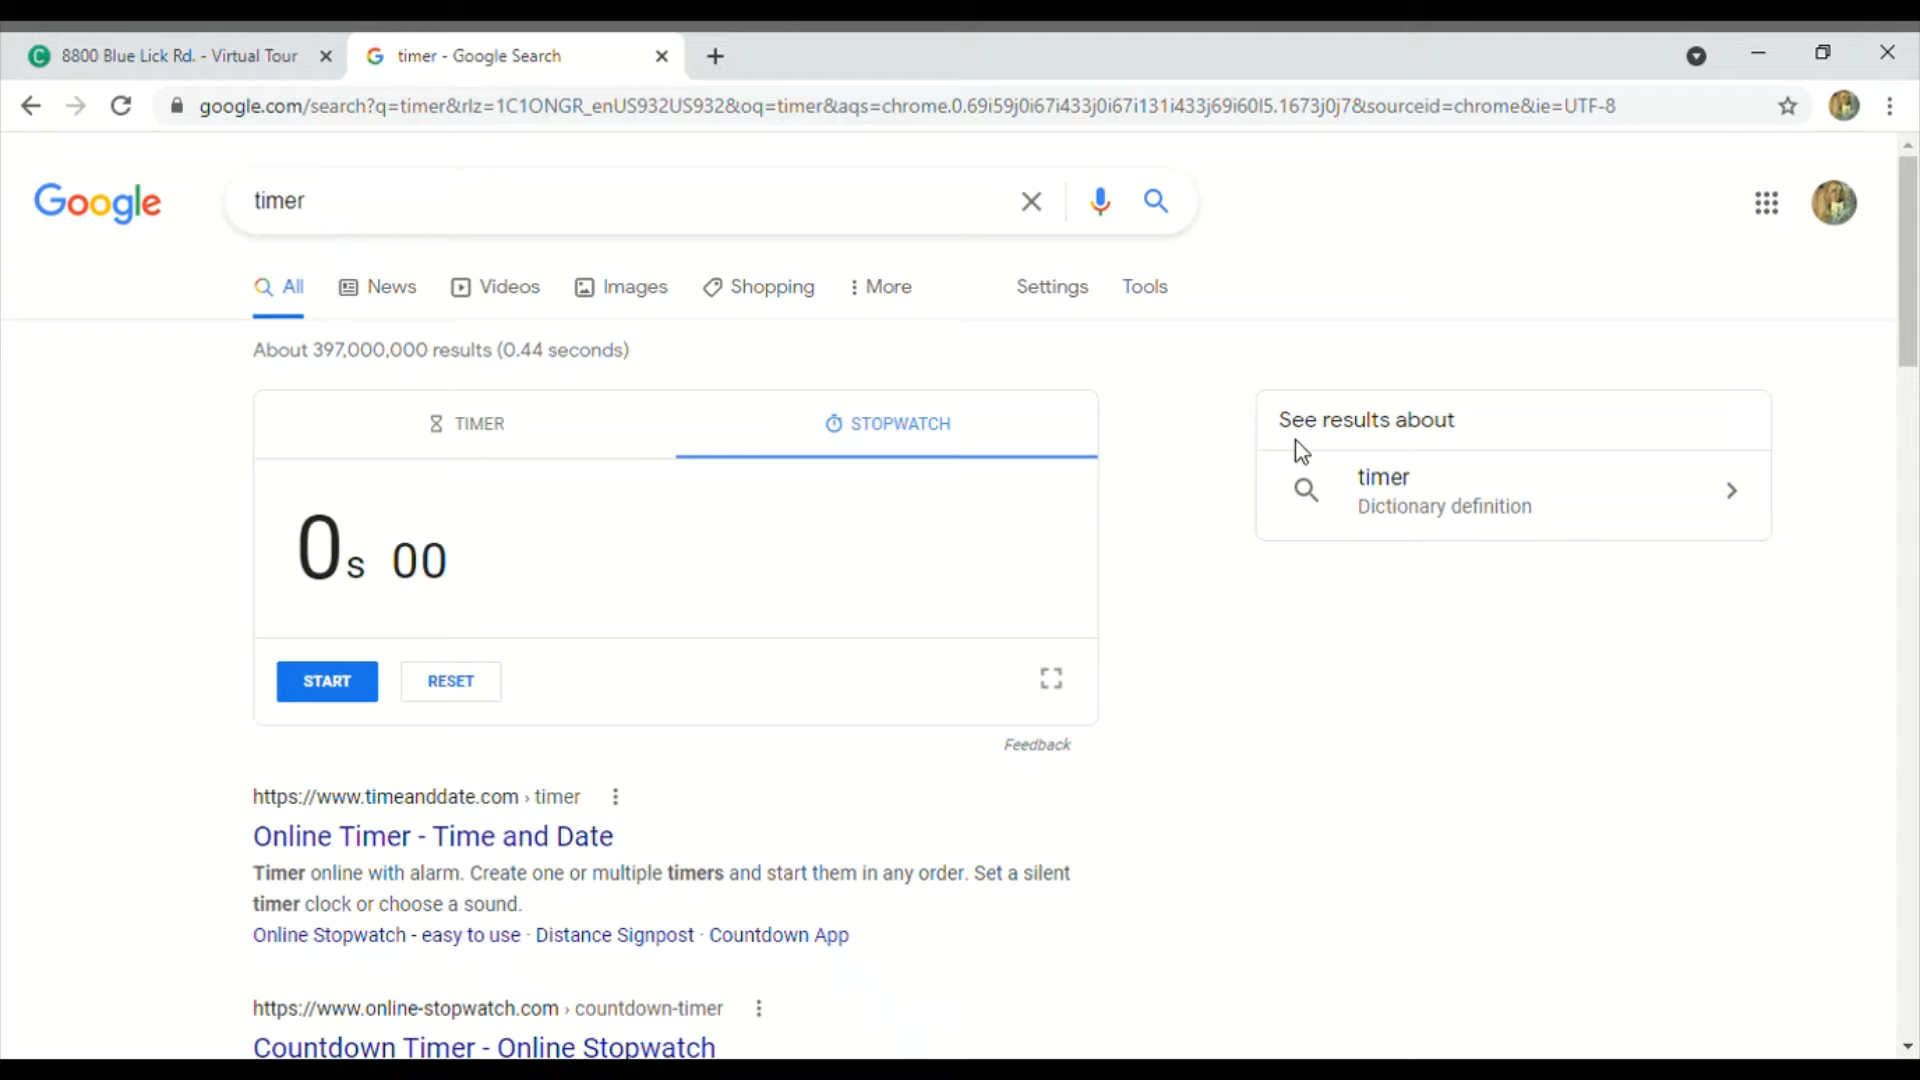 8800 Blue Lick Rd. - Virtual Tour
timer - Google Search
google.com/search?q=timer&rlz=1C1ONGR_enUS932US932&oq=timer&aqs=chrome.0.69i59j0i67i433j0i67i131i433j69i60l5.1673j0j7&sourceid=chrome&ie=UTF-8
Google
timer
All News Videos Images Shopping More Settings Tools
About 397,000,000 results (0.44 seconds)
TIMER STOPWATCH
0s 00
START RESET
Feedback
See results about
timer
Dictionary definition
https://www.timeanddate.com › timer
Online Timer - Time and Date
Timer online with alarm. Create one or multiple timers and start them in any order. Set a silent
timer clock or choose a sound.
Online Stopwatch - easy to use · Distance Signpost · Countdown App
https://www.online-stopwatch.com › countdown-timer
Countdown Timer - Online Stopwatch